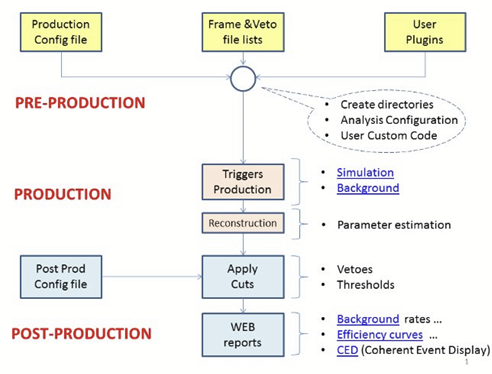 Production
Config file
Frame &Veto
file lists
User
Plugins
PRE-PRODUCTION
• Create directories
• Analysis Configuration
• User Custom Code
PRODUCTION
Triggers
Production
• Simulation
• Background
Reconstruction
• Parameter estimation
Post Prod
Config file
Apply
Cuts
• Vetoes
• Thresholds
POST-PRODUCTION
WEB
reports
• Background rates ...
• Efficiency curves ...
• CED (Coherent Event Display)
1